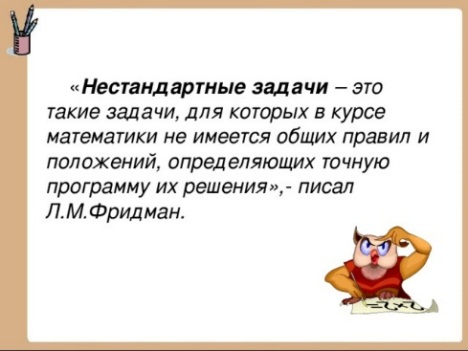 «Нестандартные задачи – это
такие задачи, для которых в курсе
математики не имеется общих правил и
положений, определяющих точную
программу их решения»,- писал
Л.М.Фридман.